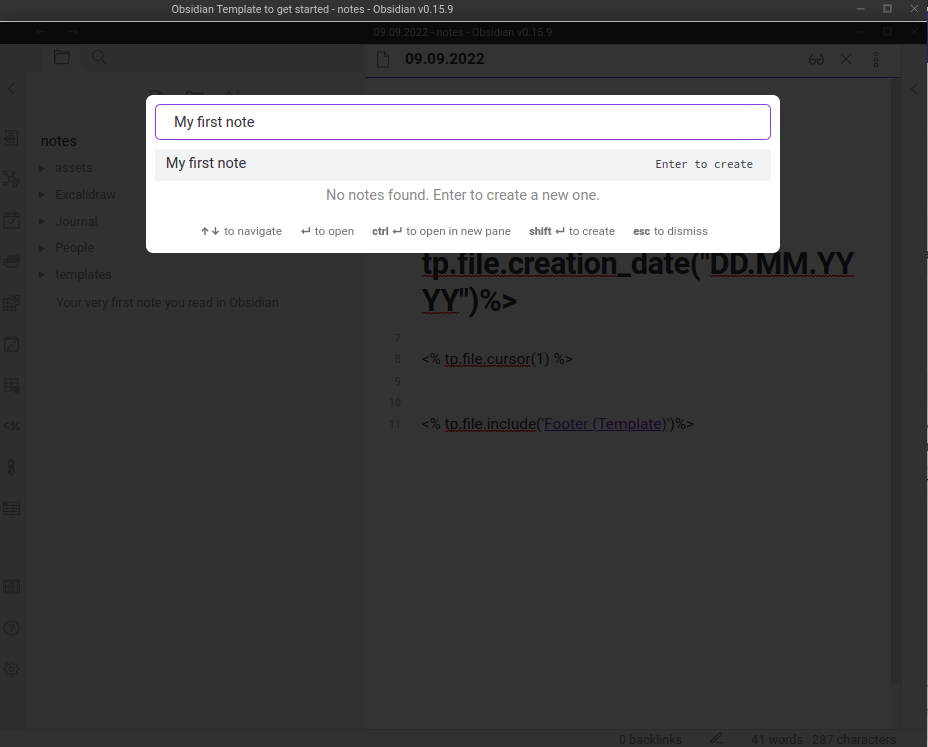 Obsidian Template to get started - notes - Obsidian v0.15.9
09.09.2022 - notes - Obsidian v0.15.9
09.09.2022
My first note
My first note Enter to create
No notes found. Enter to create a new one.
↑↓ to navigate ↵ to open ctrl ↵ to open in new pane shift ↵ to create esc to dismiss
notes
assets
Excalidraw
Journal
People
templates
Your very first note you read in Obsidian
tp.file.creation_date("DD.MM.YY
YY")%>
7
8 <% tp.file.cursor(1) %>
9
10
11 <% tp.file.include('Footer (Template)')%>
<%
0 backlinks 41 words 287 characters